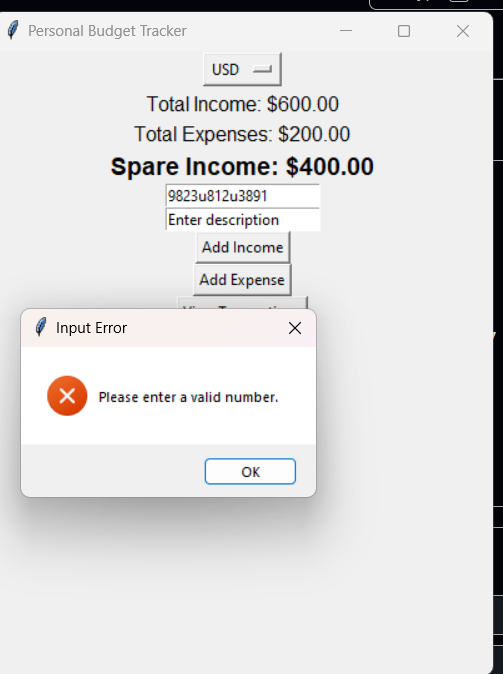 Personal Budget Tracker
USD
Total Income: $600.00
Total Expenses: $200.00
Spare Income: $400.00
9823u812u3891
Enter description
Add Income
Add Expense
Input Error
Please enter a valid number.
OK